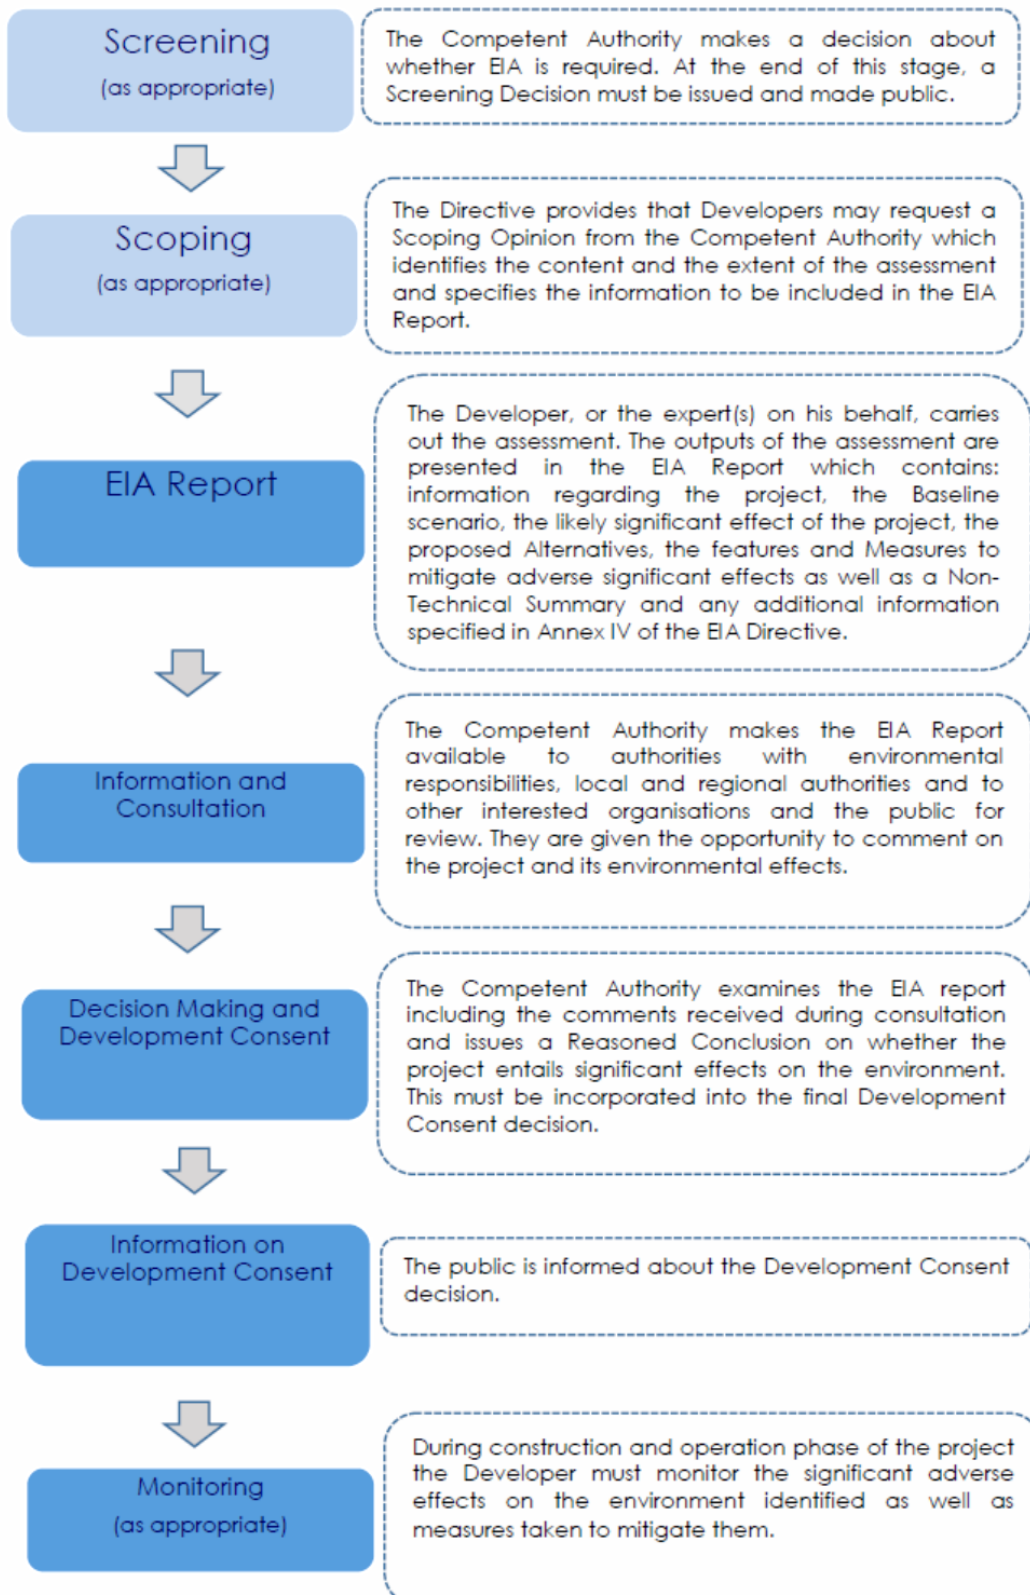 Screening
(as appropriate)
The Competent Authority makes a decision about
whether EIA is required. At the end of this stage, a
Screening Decision must be issued and made public.
Scoping
(as appropriate)
The Directive provides that Developers may request a
Scoping Opinion from the Competent Authority which
identifies the content and the extent of the assessment
and specifies the information to be included in the EIA
Report.
EIA Report
The Developer, or the expert(s) on his behalf, carries
out the assessment. The outputs of the assessment are
presented in the EIA Report which contains:
information regarding the project, the Baseline
scenario, the likely significant effect of the project, the
proposed Alternatives, the features and Measures to
mitigate adverse significant effects as well as a Non-
Technical Summary and any additional information
specified in Annex IV of the EIA Directive.
Information and
Consultation
The Competent Authority makes the EIA Report
available to authorities with environmental
responsibilities, local and regional authorities and to
other interested organisations and the public for
review. They are given the opportunity to comment on
the project and its environmental effects.
Decision Making and
Development Consent
The Competent Authority examines the EIA report
including the comments received during consultation
and issues a Reasoned Conclusion on whether the
project entails significant effects on the environment.
This must be incorporated into the final Development
Consent decision.
Information on
Development Consent
The public is informed about the Development Consent
decision.
Monitoring
(as appropriate)
During construction and operation phase of the project
the Developer must monitor the significant adverse
effects on the environment identified as well as
measures taken to mitigate them.